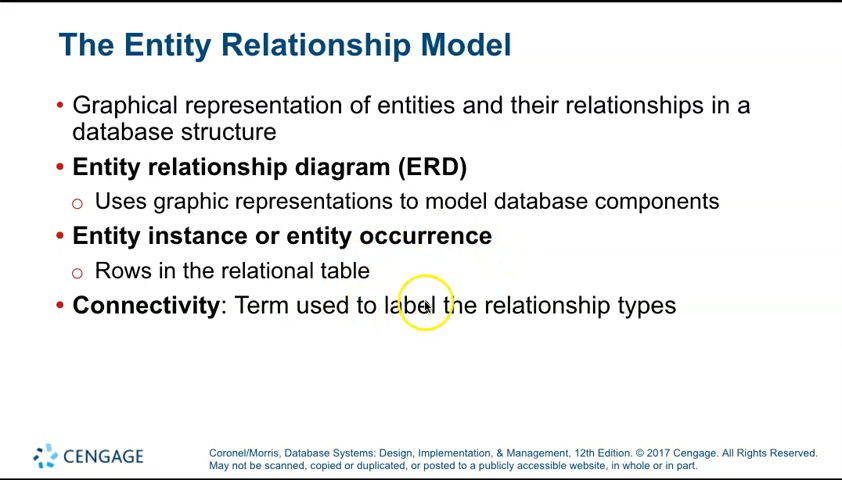 The Entity Relationship Model
• Graphical representation of entities and their relationships in a
database structure
• Entity relationship diagram (ERD)
o Uses graphic representations to model database components
• Entity instance or entity occurrence
o Rows in the relational table
• Connectivity: Term used to label the relationship types
CENGAGE
Coronel/Morris, Database Systems: Design, Implementation, & Management, 12th Edition. © 2017 Cengage. All Rights Reserved.
May not be scanned, copied or duplicated, or posted to a publicly accessible website, in whole or in part.